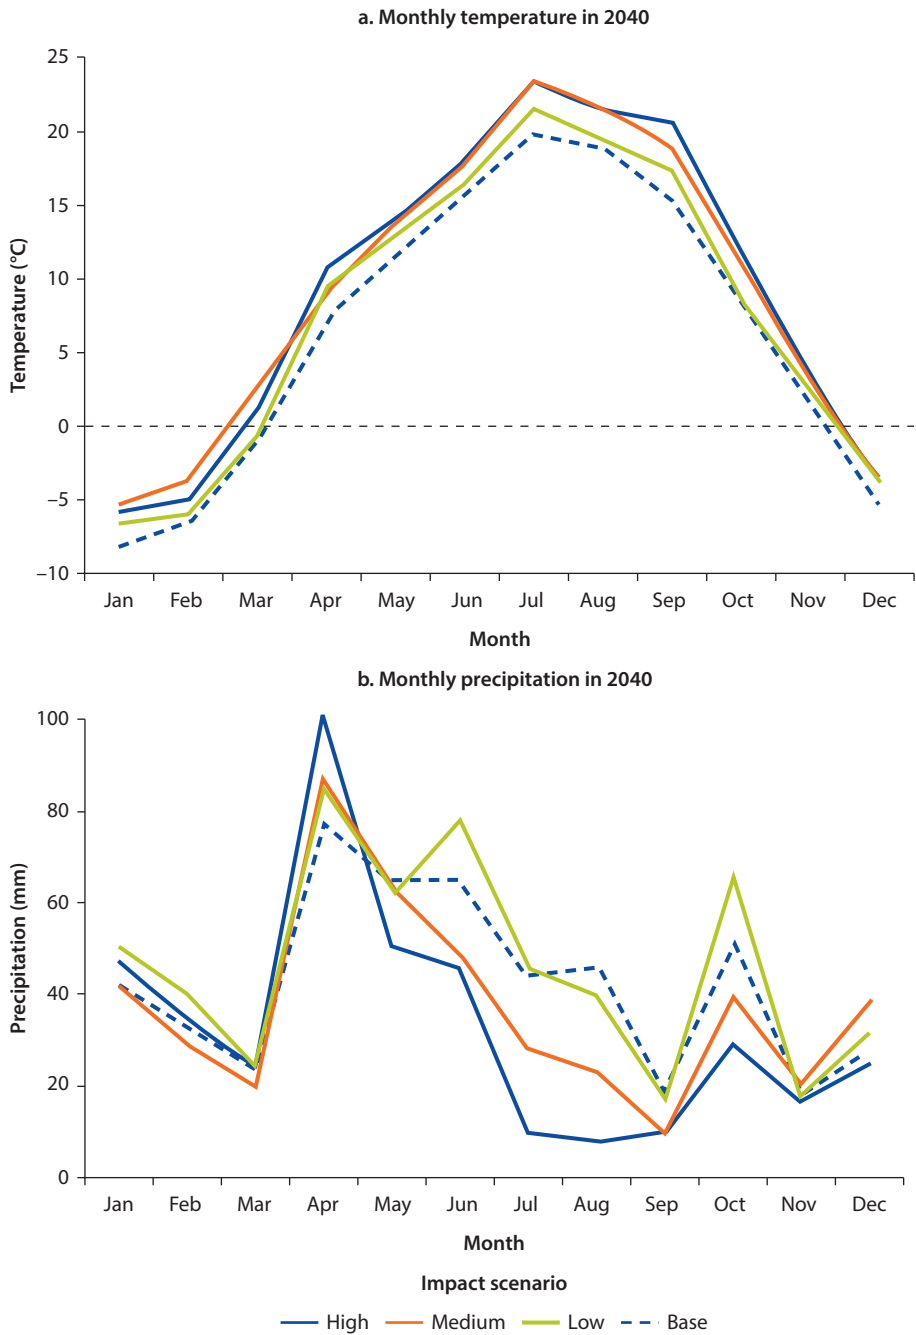 a. Monthly temperature in 2040
25
20
15
10
5
0
–5
–10
Temperature (°C)
Jan Feb Mar Apr May Jun Jul Aug Sep Oct Nov Dec
Month
b. Monthly precipitation in 2040
100
80
60
40
20
0
Precipitation (mm)
Jan Feb Mar Apr May Jun Jul Aug Sep Oct Nov Dec
Month
Impact scenario
High Medium Low Base